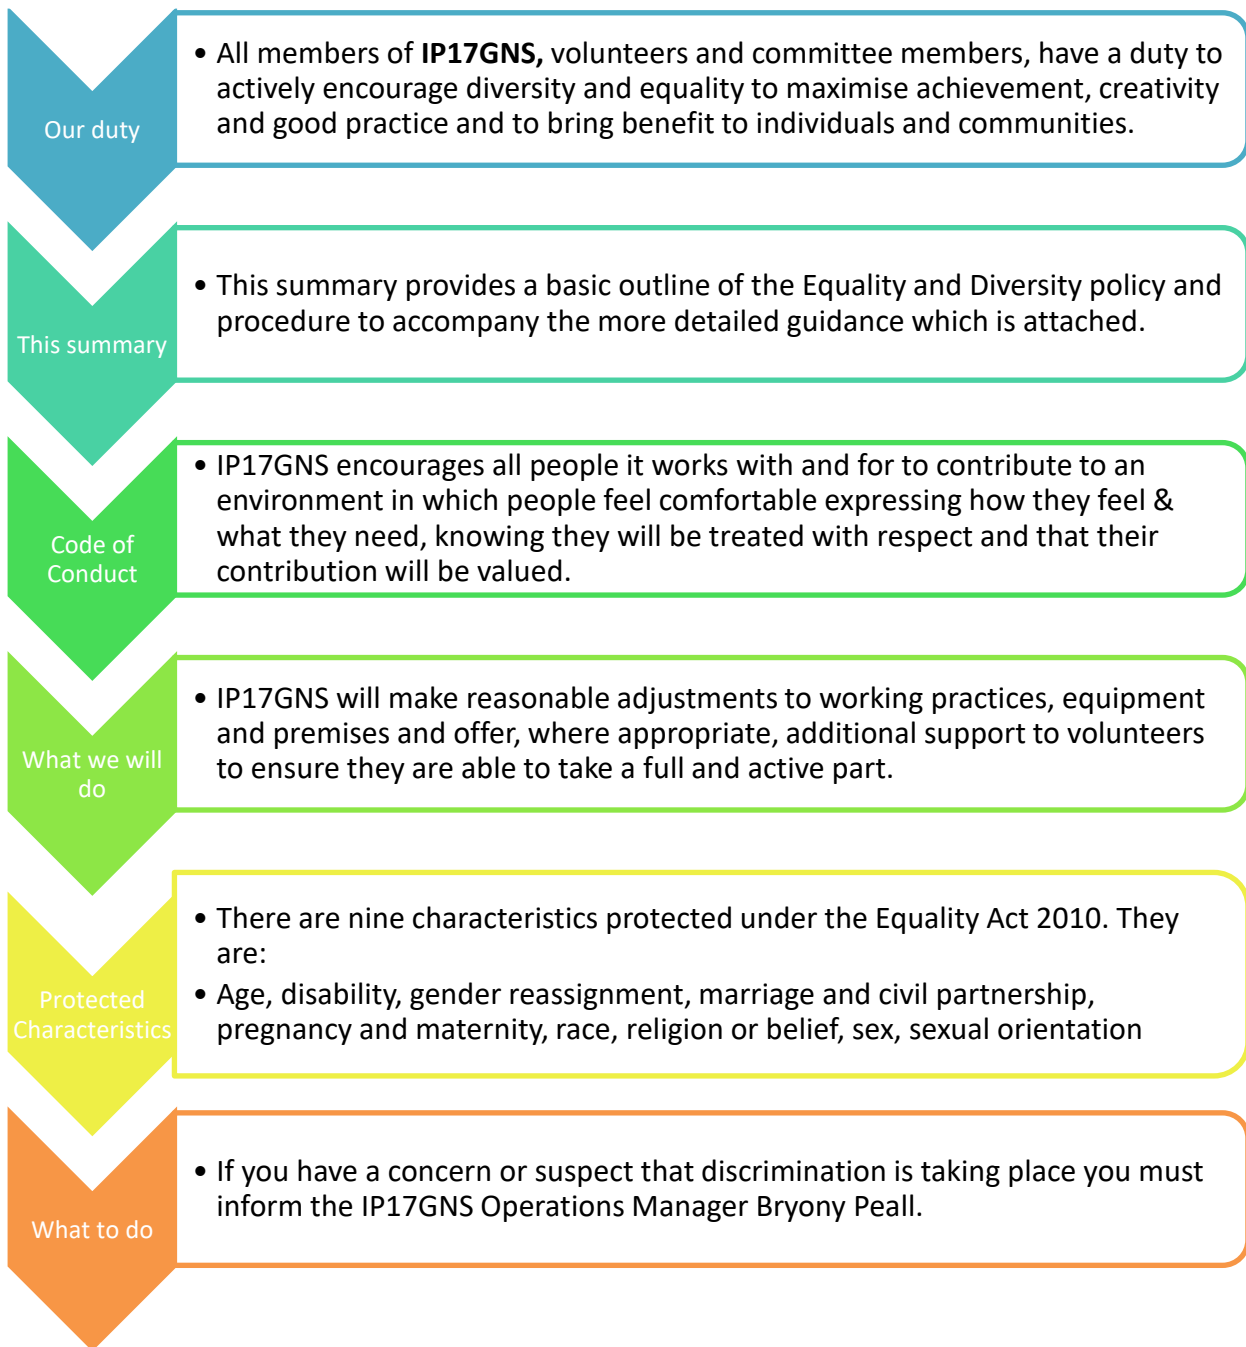 Our duty
• All members of IP17GNS, volunteers and committee members, have a duty to
actively encourage diversity and equality to maximise achievement, creativity
and good practice and to bring benefit to individuals and communities.
This summary
• This summary provides a basic outline of the Equality and Diversity policy and
procedure to accompany the more detailed guidance which is attached.
Code of
Conduct
• IP17GNS encourages all people it works with and for to contribute to an
environment in which people feel comfortable expressing how they feel &
what they need, knowing they will be treated with respect and that their
contribution will be valued.
What we will
do
• IP17GNS will make reasonable adjustments to working practices, equipment
and premises and offer, where appropriate, additional support to volunteers
to ensure they are able to take a full and active part.
Protected
Characteristics
• There are nine characteristics protected under the Equality Act 2010. They
are:
• Age, disability, gender reassignment, marriage and civil partnership,
pregnancy and maternity, race, religion or belief, sex, sexual orientation
What to do
• If you have a concern or suspect that discrimination is taking place you must
inform the IP17GNS Operations Manager Bryony Peall.